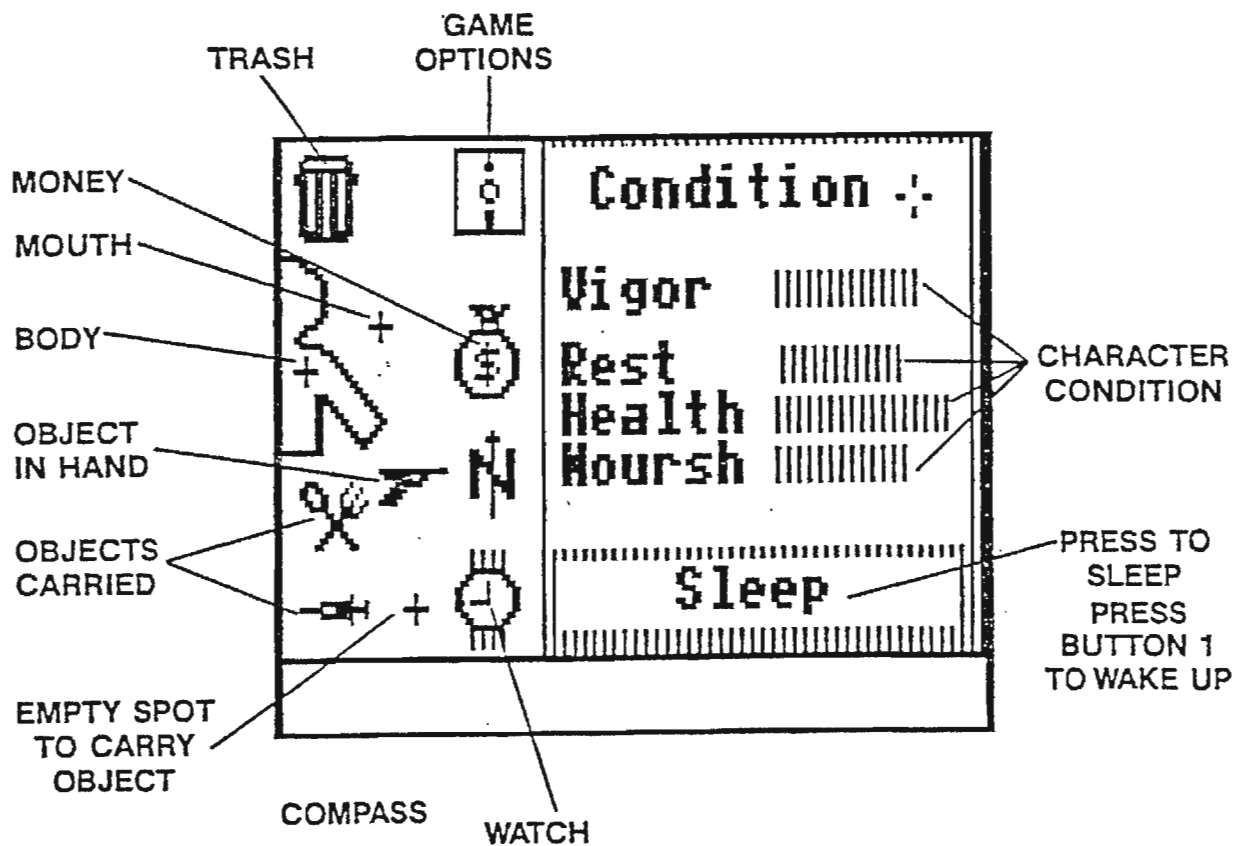 GAME
OPTIONS
TRASH
MONEY
MOUTH
BODY
OBJECT
IN HAND
OBJECTS
CARRIED
EMPTY SPOT
TO CARRY
OBJECT
COMPASS
WATCH
$
N
Condition
Vigor
Rest
Health
Noursh
Sleep
CHARACTER
CONDITION
PRESS TO
SLEEP
PRESS
BUTTON 1
TO WAKE UP